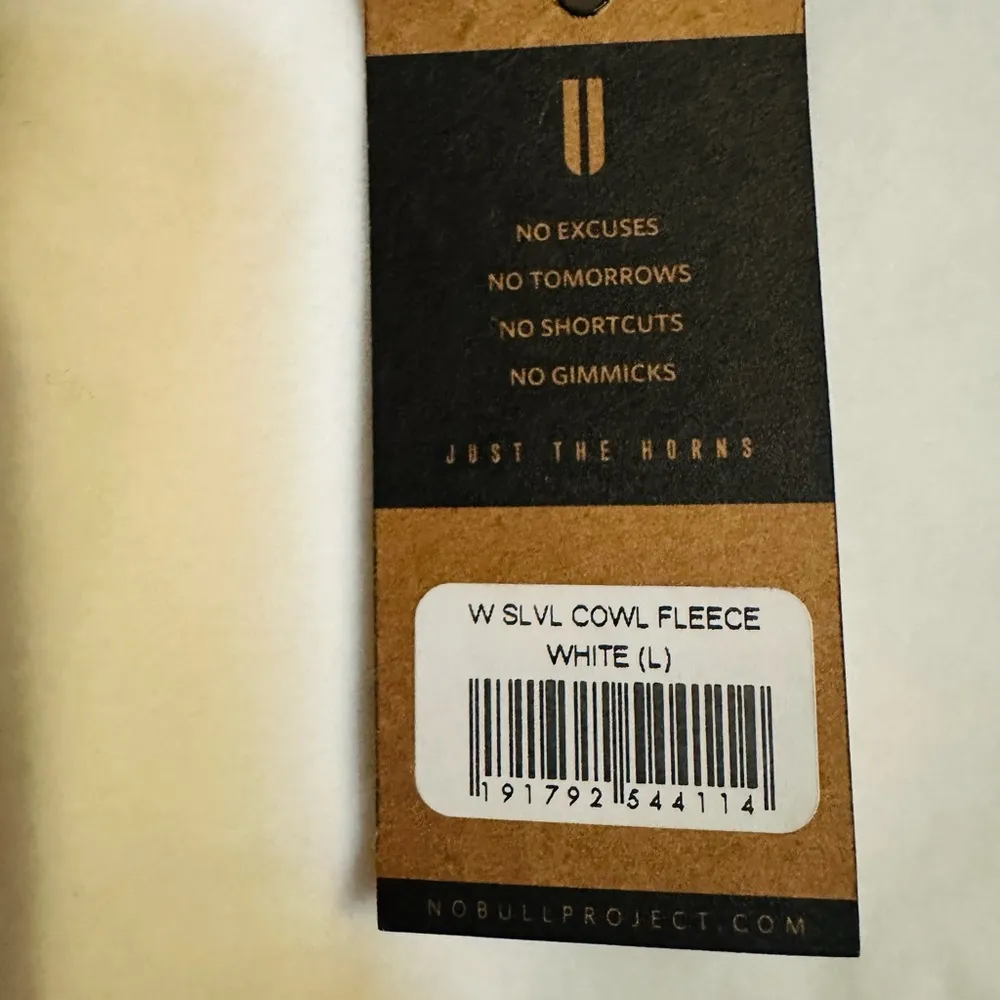 NO EXCUSES
NO TOMORROWS
NO SHORTCUTS
NO GIMMICKS
JUST THE HORNS
W SLVL COWL FLEECE
WHITE (L)
191792 544114
NOBULLPROJECT.COM